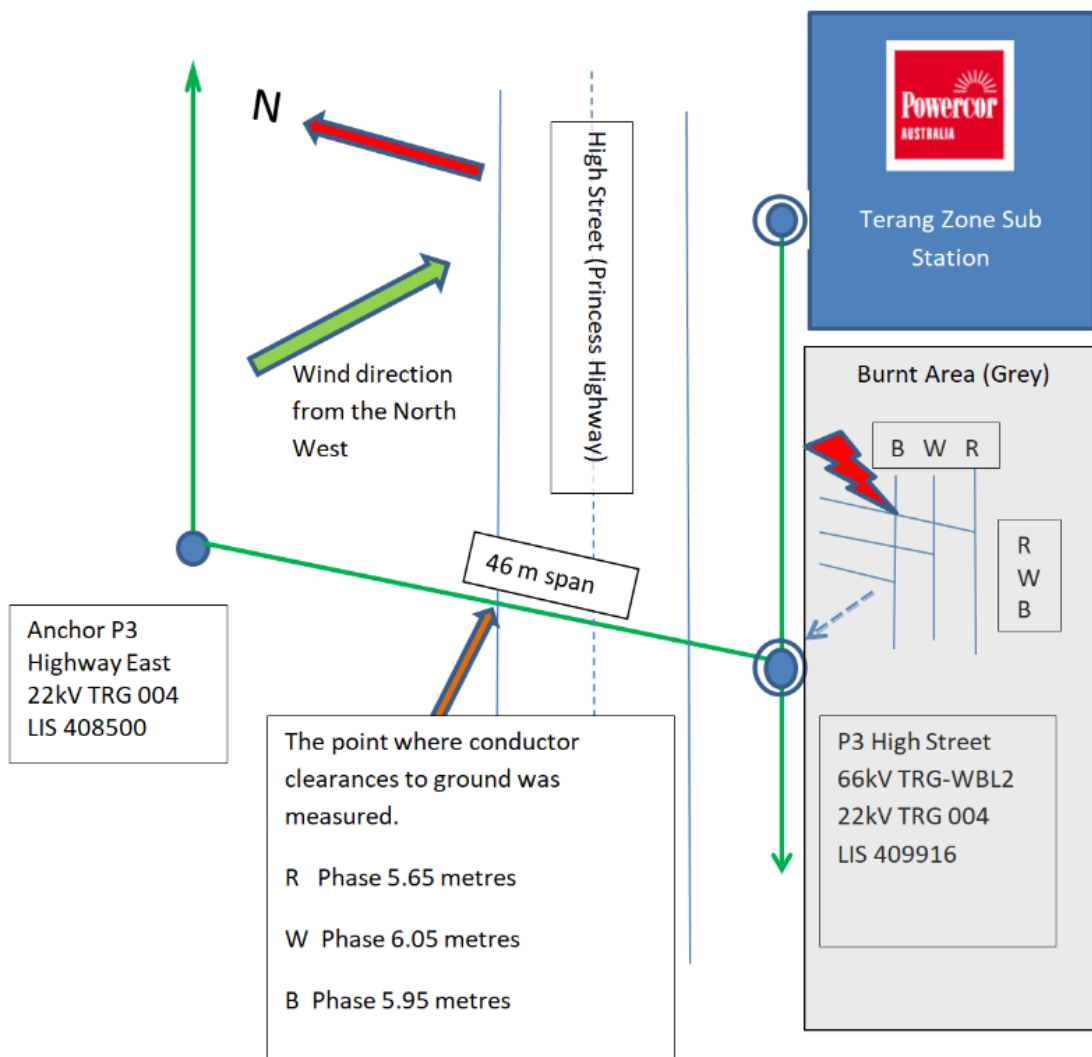 N
High Street (Princess Highway)
Powercor
AUSTRALIA
Terang Zone Sub
Station
Wind direction
from the North
West
Burnt Area (Grey)
B W R
R
W
B
46 m span
Anchor P3
Highway East
22kV TRG 004
LIS 408500
The point where conductor
clearances to ground was
measured.
R Phase 5.65 metres
W Phase 6.05 metres
B Phase 5.95 metres
P3 High Street
66kV TRG-WBL2
22kV TRG 004
LIS 409916